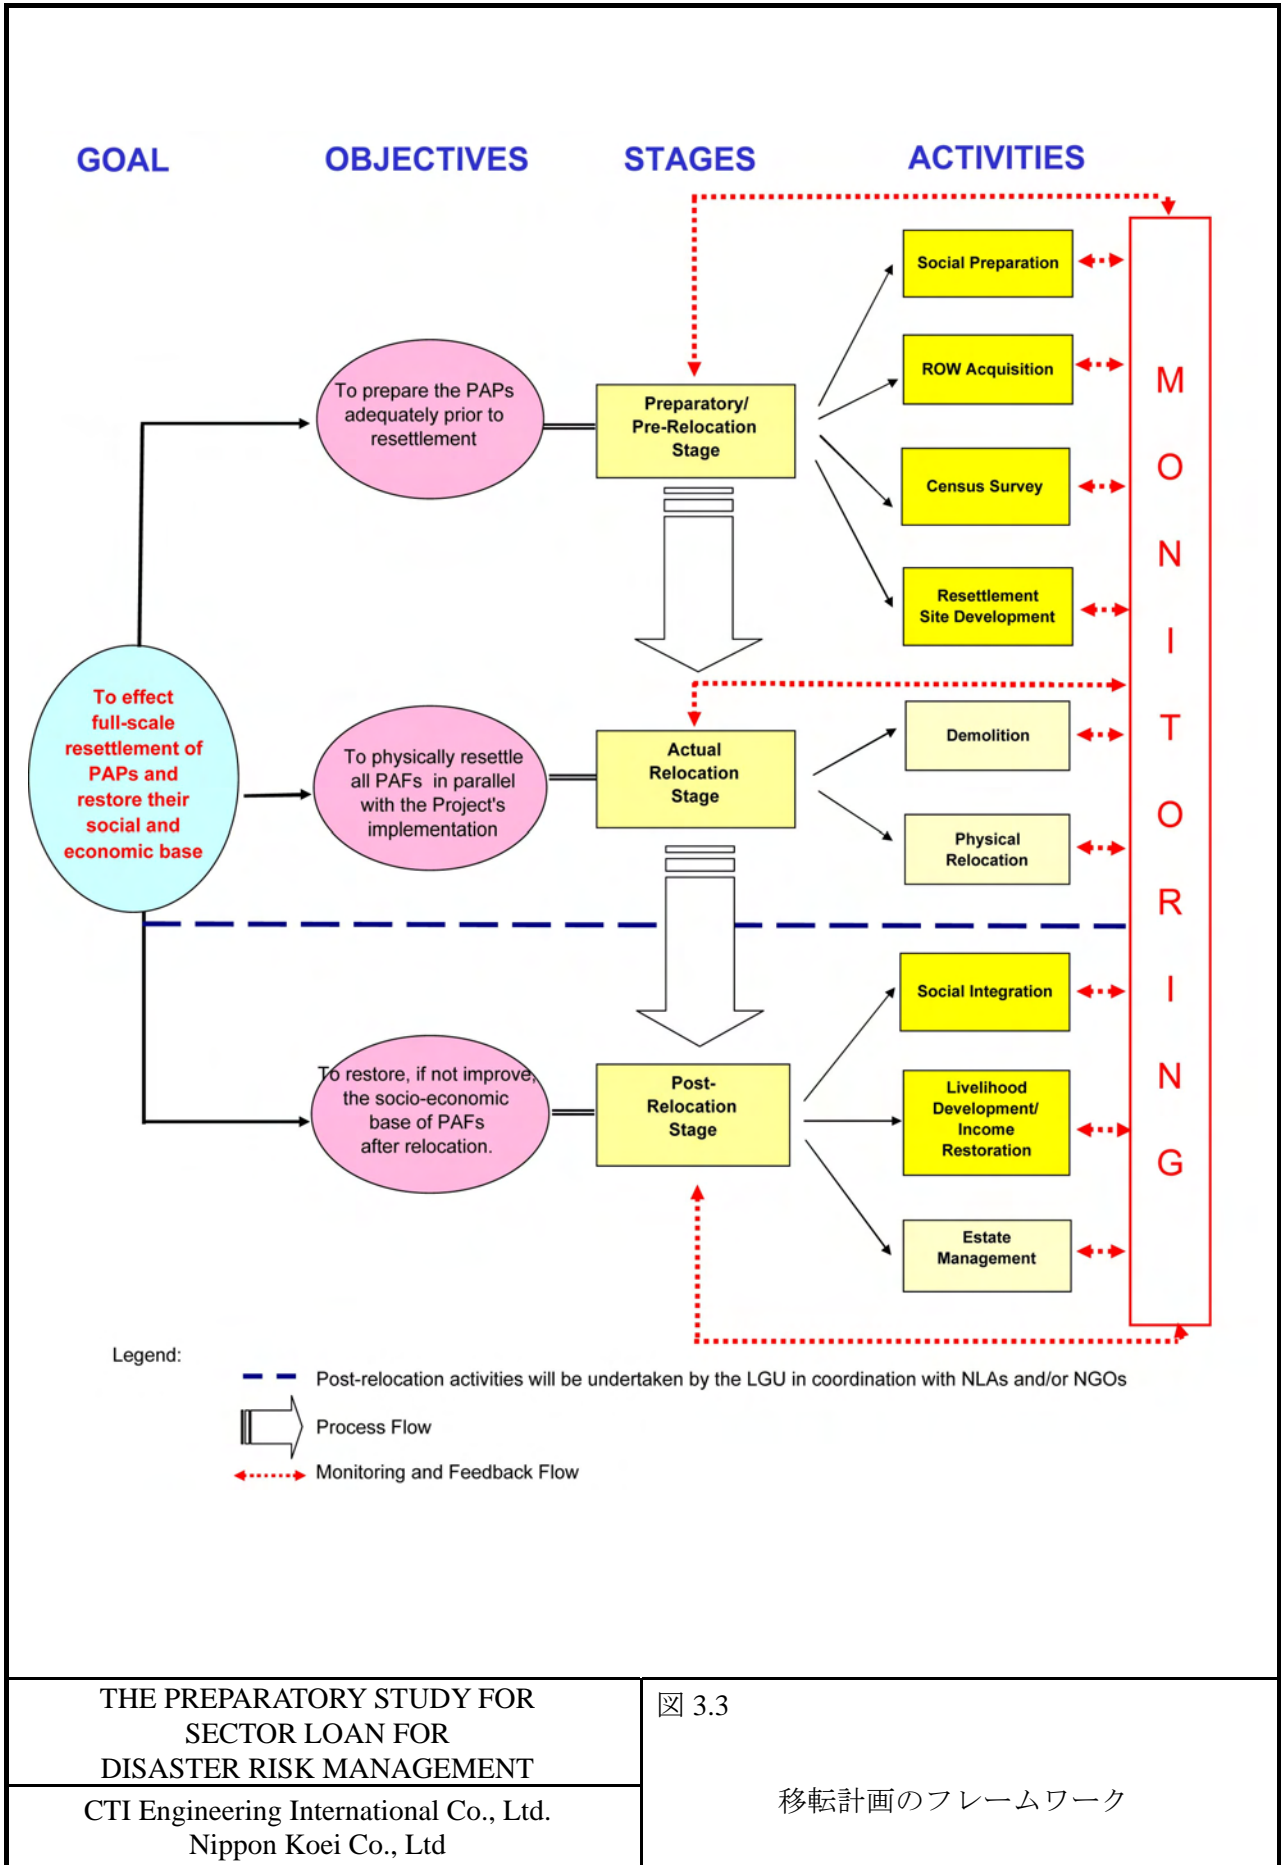 GOAL
OBJECTIVES
STAGES
ACTIVITIES
To effect
full-scale
resettlement of
PAPs and
restore their
social and
economic base
To prepare the PAPs
adequately prior to
resettlement
Preparatory/
Pre-Relocation
Stage
Social Preparation
ROW Acquisition
Census Survey
Resettlement
Site Development
To physically resettle
all PAFs in parallel
with the Project's
implementation
Actual
Relocation
Stage
Demolition
Physical
Relocation
To restore, if not improve,
the socio-economic
base of PAFs
after relocation.
Post-
Relocation
Stage
Social Integration
Livelihood
Development/
Income
Restoration
Estate
Management
M
O
N
I
T
O
R
I
N
G
Legend:
Post-relocation activities will be undertaken by the LGU in coordination with NLAs and/or NGOs
Process Flow
Monitoring and Feedback Flow
THE PREPARATORY STUDY FOR
SECTOR LOAN FOR
DISASTER RISK MANAGEMENT
CTI Engineering International Co., Ltd.
Nippon Koei Co., Ltd
図 3.3
移転計画のフレームワーク